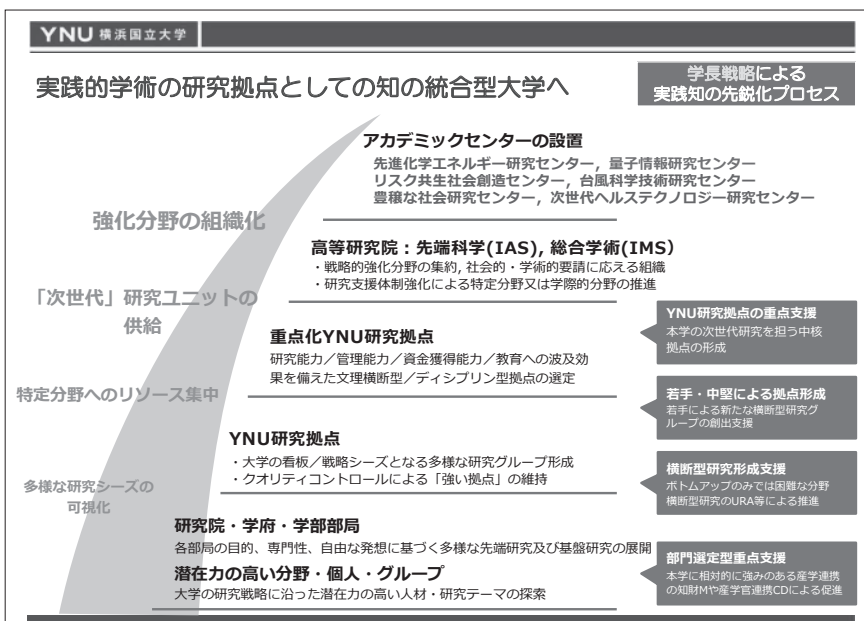 YNU 横浜国立大学
実践的学術の研究拠点としての知の統合型大学へ
学長戦略による
実践知の先鋭化プロセス
アカデミックセンターの設置
先進化学エネルギー研究センター，量子情報研究センター
リスク共生社会創造センター，台風科学技術研究センター
豊穣な社会研究センター，次世代ヘルステクノロジー研究センター
強化分野の組織化
高等研究院：先端科学(IAS), 総合学術(IMS）
・戦略的強化分野の集約, 社会的・学術的要請に応える組織
・研究支援体制強化による特定分野又は学際的分野の推進
「次世代」研究ユニットの
供給
YNU研究拠点の重点支援
本学の次世代研究を担う中核
拠点の形成
重点化YNU研究拠点
研究能力／管理能力／資金獲得能力／教育への波及効
果を備えた文理横断型／ディシプリン型拠点の選定
特定分野へのリソース集中
若手・中堅による拠点形成
若手による新たな横断型研究グ
ループの創出支援
YNU研究拠点
・大学の看板／戦略シーズとなる多様な研究グループ形成
・クオリティコントロールによる「強い拠点」の維持
多様な研究シーズの
可視化
横断型研究形成支援
ボトムアップのみでは困難な分野
横断型研究のURA等による推進
研究院・学府・学部部局
各部局の目的、専門性、自由な発想に基づく多様な先端研究及び基盤研究の展開
潜在力の高い分野・個人・グループ
大学の研究戦略に沿った潜在力の高い人材・研究テーマの探索
部門選定型重点支援
本学に相対的に強みのある産学連携
の知財Mや産学官連携CDによる促進